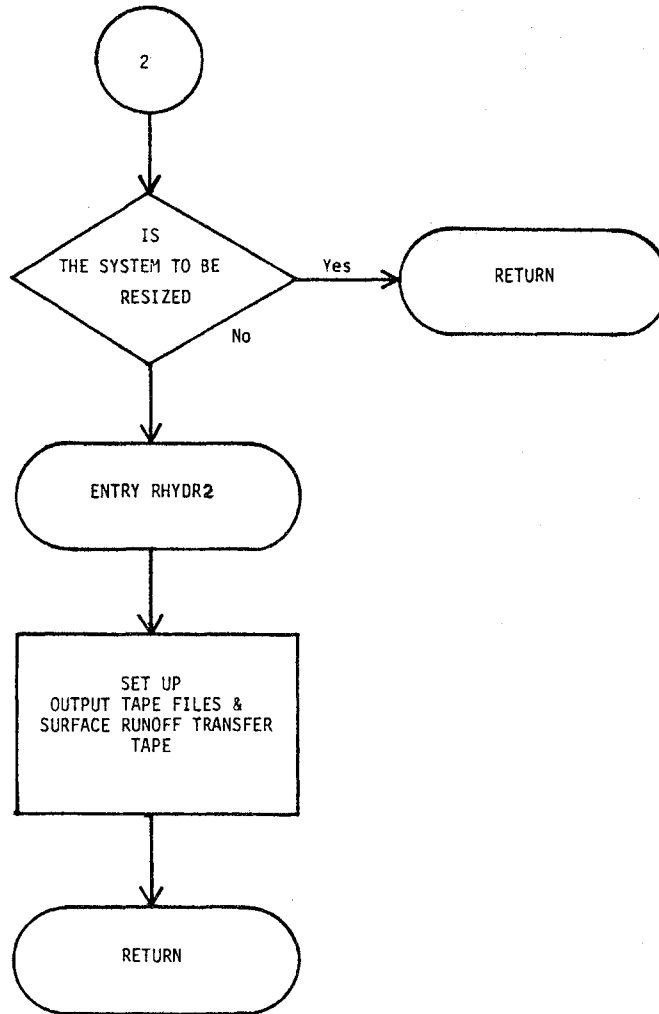 2
IS
THE SYSTEM TO BE
RESIZED
Yes
RETURN
No
ENTRY RHYDR2
SET UP
OUTPUT TAPE FILES &
SURFACE RUNOFF TRANSFER
TAPE
RETURN